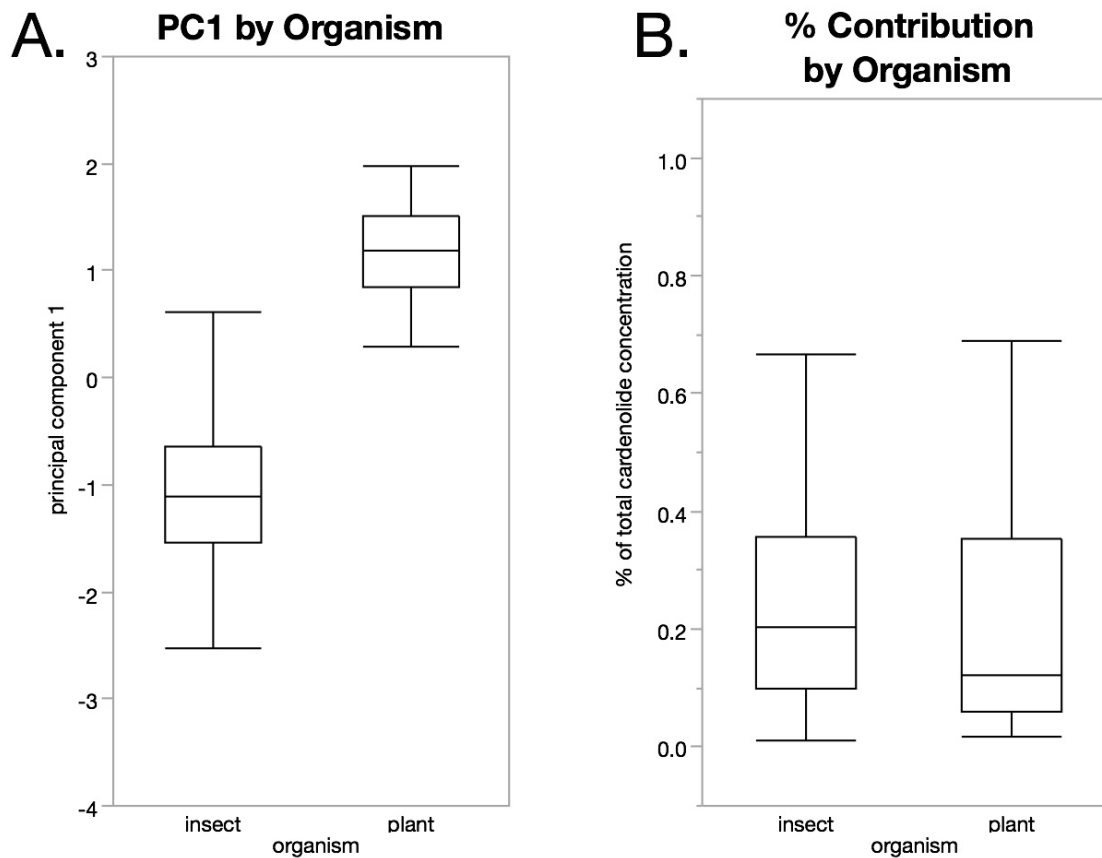 A.
PC1 by Organism
3
2
1
0
-1
-2
-3
-4
principal component 1
insect
plant
organism
B.
% Contribution
by Organism
1.0
0.8
0.6
0.4
0.2
0.0
% of total cardenolide concentration
insect
plant
organism